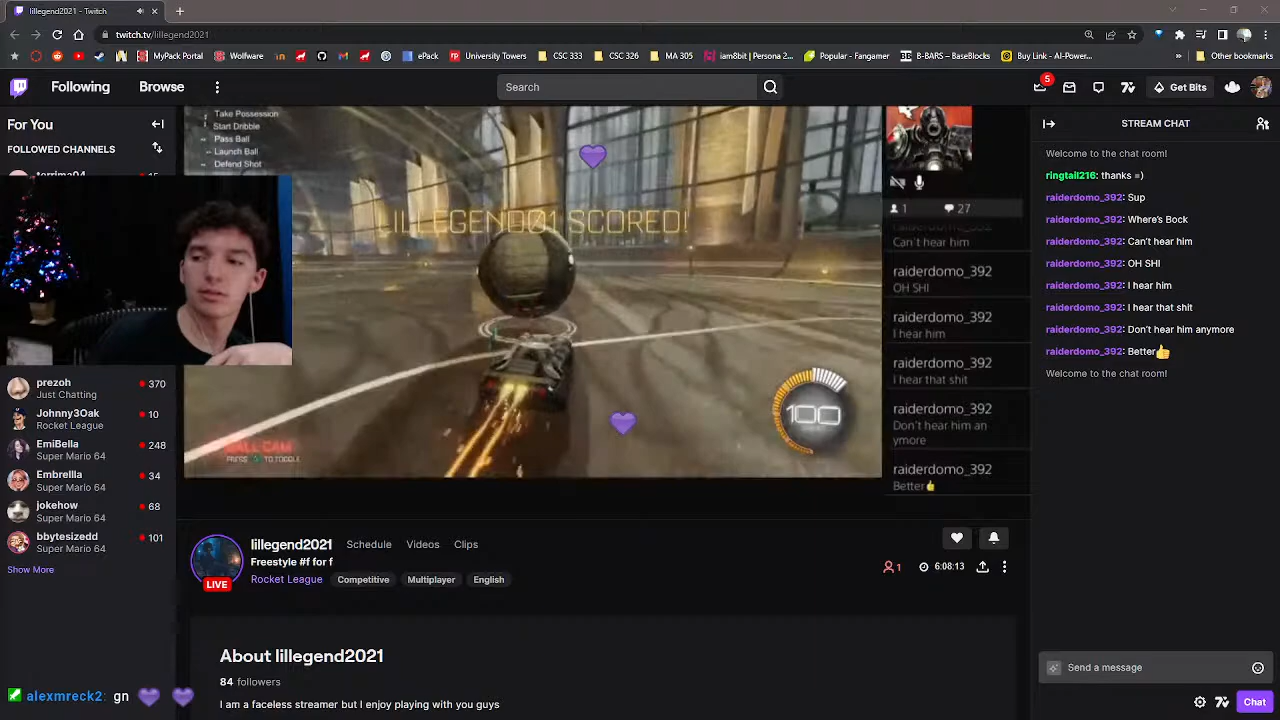 lillegend2021 - Twitch
twitch.tv/lillegend2021
MyPack Portal
Wolfware
ePack
University Towers
CSC 333
CSC 326
MA 305
iam8bit | Persona 2...
Popular - Fangamer
B-BARS – BaseBlocks
Buy Link - AI-Power...
Other bookmarks
Following
Browse
Search
5
Get Bits
For You
FOLLOWED CHANNELS
prezoh
370
Just Chatting
Johnny3Oak
10
Rocket League
EmiBella
248
Super Mario 64
Embrellla
34
Super Mario 64
jokehow
68
Super Mario 64
bbytesizedd
101
Super Mario 64
Show More
alexmreck2: gn
Take Possession
Start Dribble
Pass Ball
Launch Ball
Defend Shot
LILLEGEND01 SCORED!
100
BALL CAM
PRESS TO TOGGLE
1
27
Can't hear him
raiderdomo_392
OH SHI
raiderdomo_392
I hear him
raiderdomo_392
I hear that shit
raiderdomo_392
Don't hear him an
ymore
raiderdomo_392
Better👍
lillegend2021
Schedule
Videos
Clips
Freestyle #f for f
Rocket League
Competitive
Multiplayer
English
LIVE
1
6:08:13
About lillegend2021
84 followers
I am a faceless streamer but I enjoy playing with you guys
STREAM CHAT
Welcome to the chat room!
ringtail216: thanks =)
raiderdomo_392: Sup
raiderdomo_392: Where's Bock
raiderdomo_392: Can't hear him
raiderdomo_392: OH SHI
raiderdomo_392: I hear him
raiderdomo_392: I hear that shit
raiderdomo_392: Don't hear him anymore
raiderdomo_392: Better👍
Welcome to the chat room!
Send a message
Chat